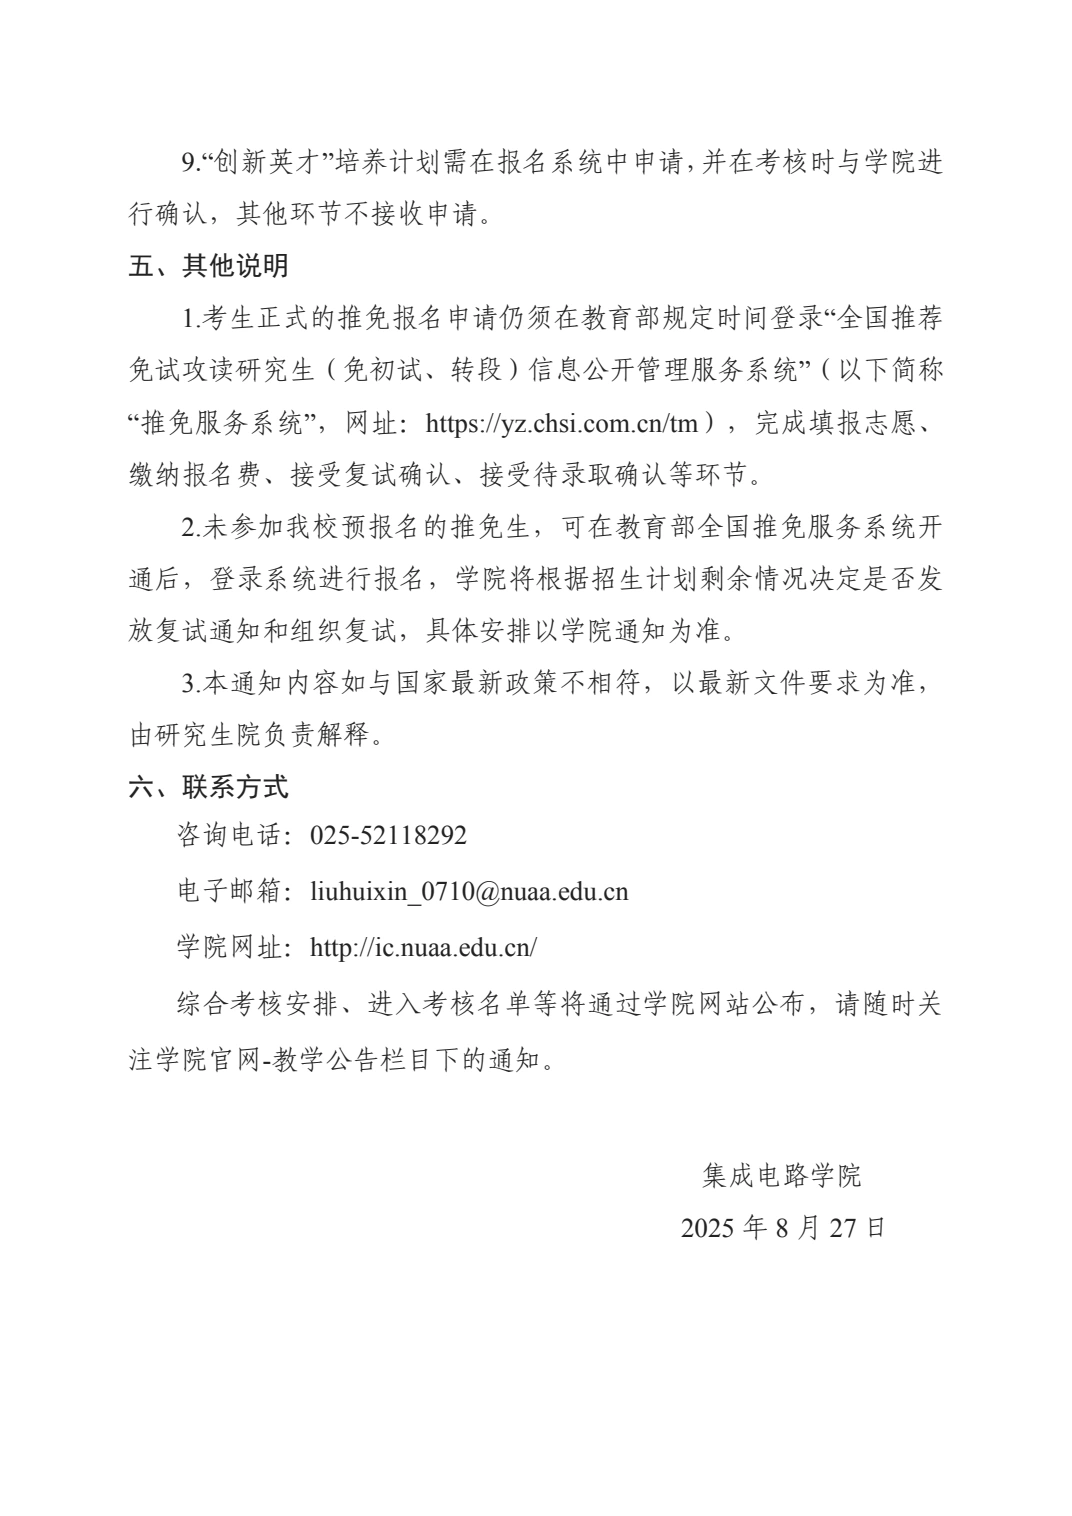 9.“创新英才”培养计划需在报名系统中申请，并在考核时与学院进
行确认，其他环节不接收申请。
五、其他说明
1.考生正式的推免报名申请仍须在教育部规定时间登录“全国推荐
免试攻读研究生（免初试、转段）信息公开管理服务系统”（以下简称
“推免服务系统”，网址：https://yz.chsi.com.cn/tm），完成填报志愿、
缴纳报名费、接受复试确认、接受待录取确认等环节。
2.未参加我校预报名的推免生，可在教育部全国推免服务系统开
通后，登录系统进行报名，学院将根据招生计划剩余情况决定是否发
放复试通知和组织复试，具体安排以学院通知为准。
3.本通知内容如与国家最新政策不相符，以最新文件要求为准，
由研究生院负责解释。
六、联系方式
咨询电话：025-52118292
电子邮箱：liuhuixin_0710@nuaa.edu.cn
学院网址：http://ic.nuaa.edu.cn/
综合考核安排、进入考核名单等将通过学院网站公布，请随时关
注学院官网-教学公告栏目下的通知。
集成电路学院
2025 年 8 月 27 日